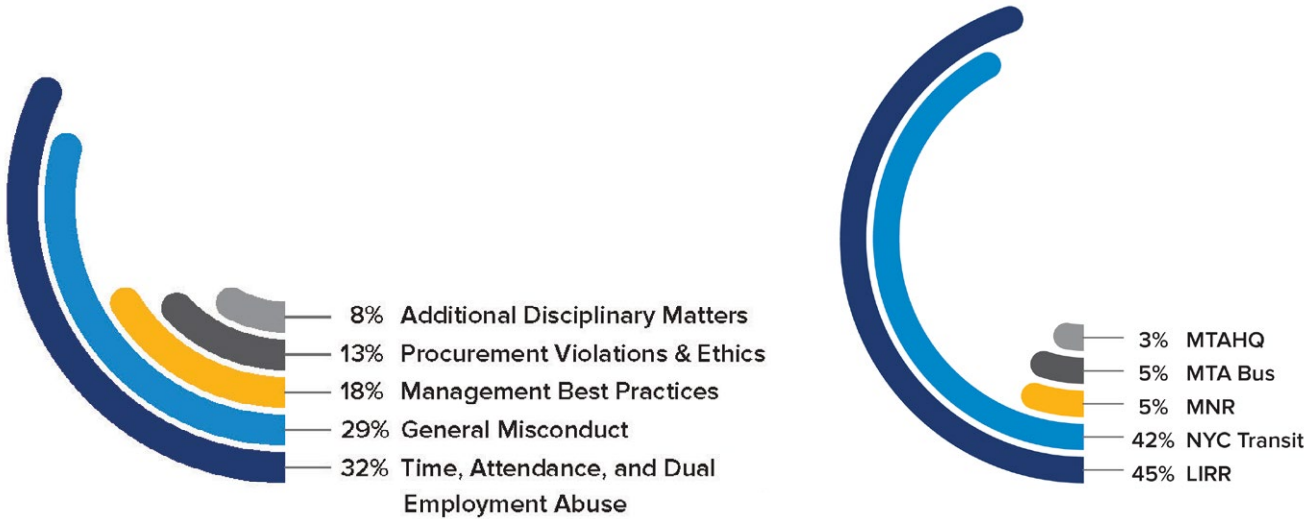 8% Additional Disciplinary Matters
13% Procurement Violations & Ethics
18% Management Best Practices
29% General Misconduct
32% Time, Attendance, and Dual
Employment Abuse
3% MTAHQ
5% MTA Bus
5% MNR
42% NYC Transit
45% LIRR